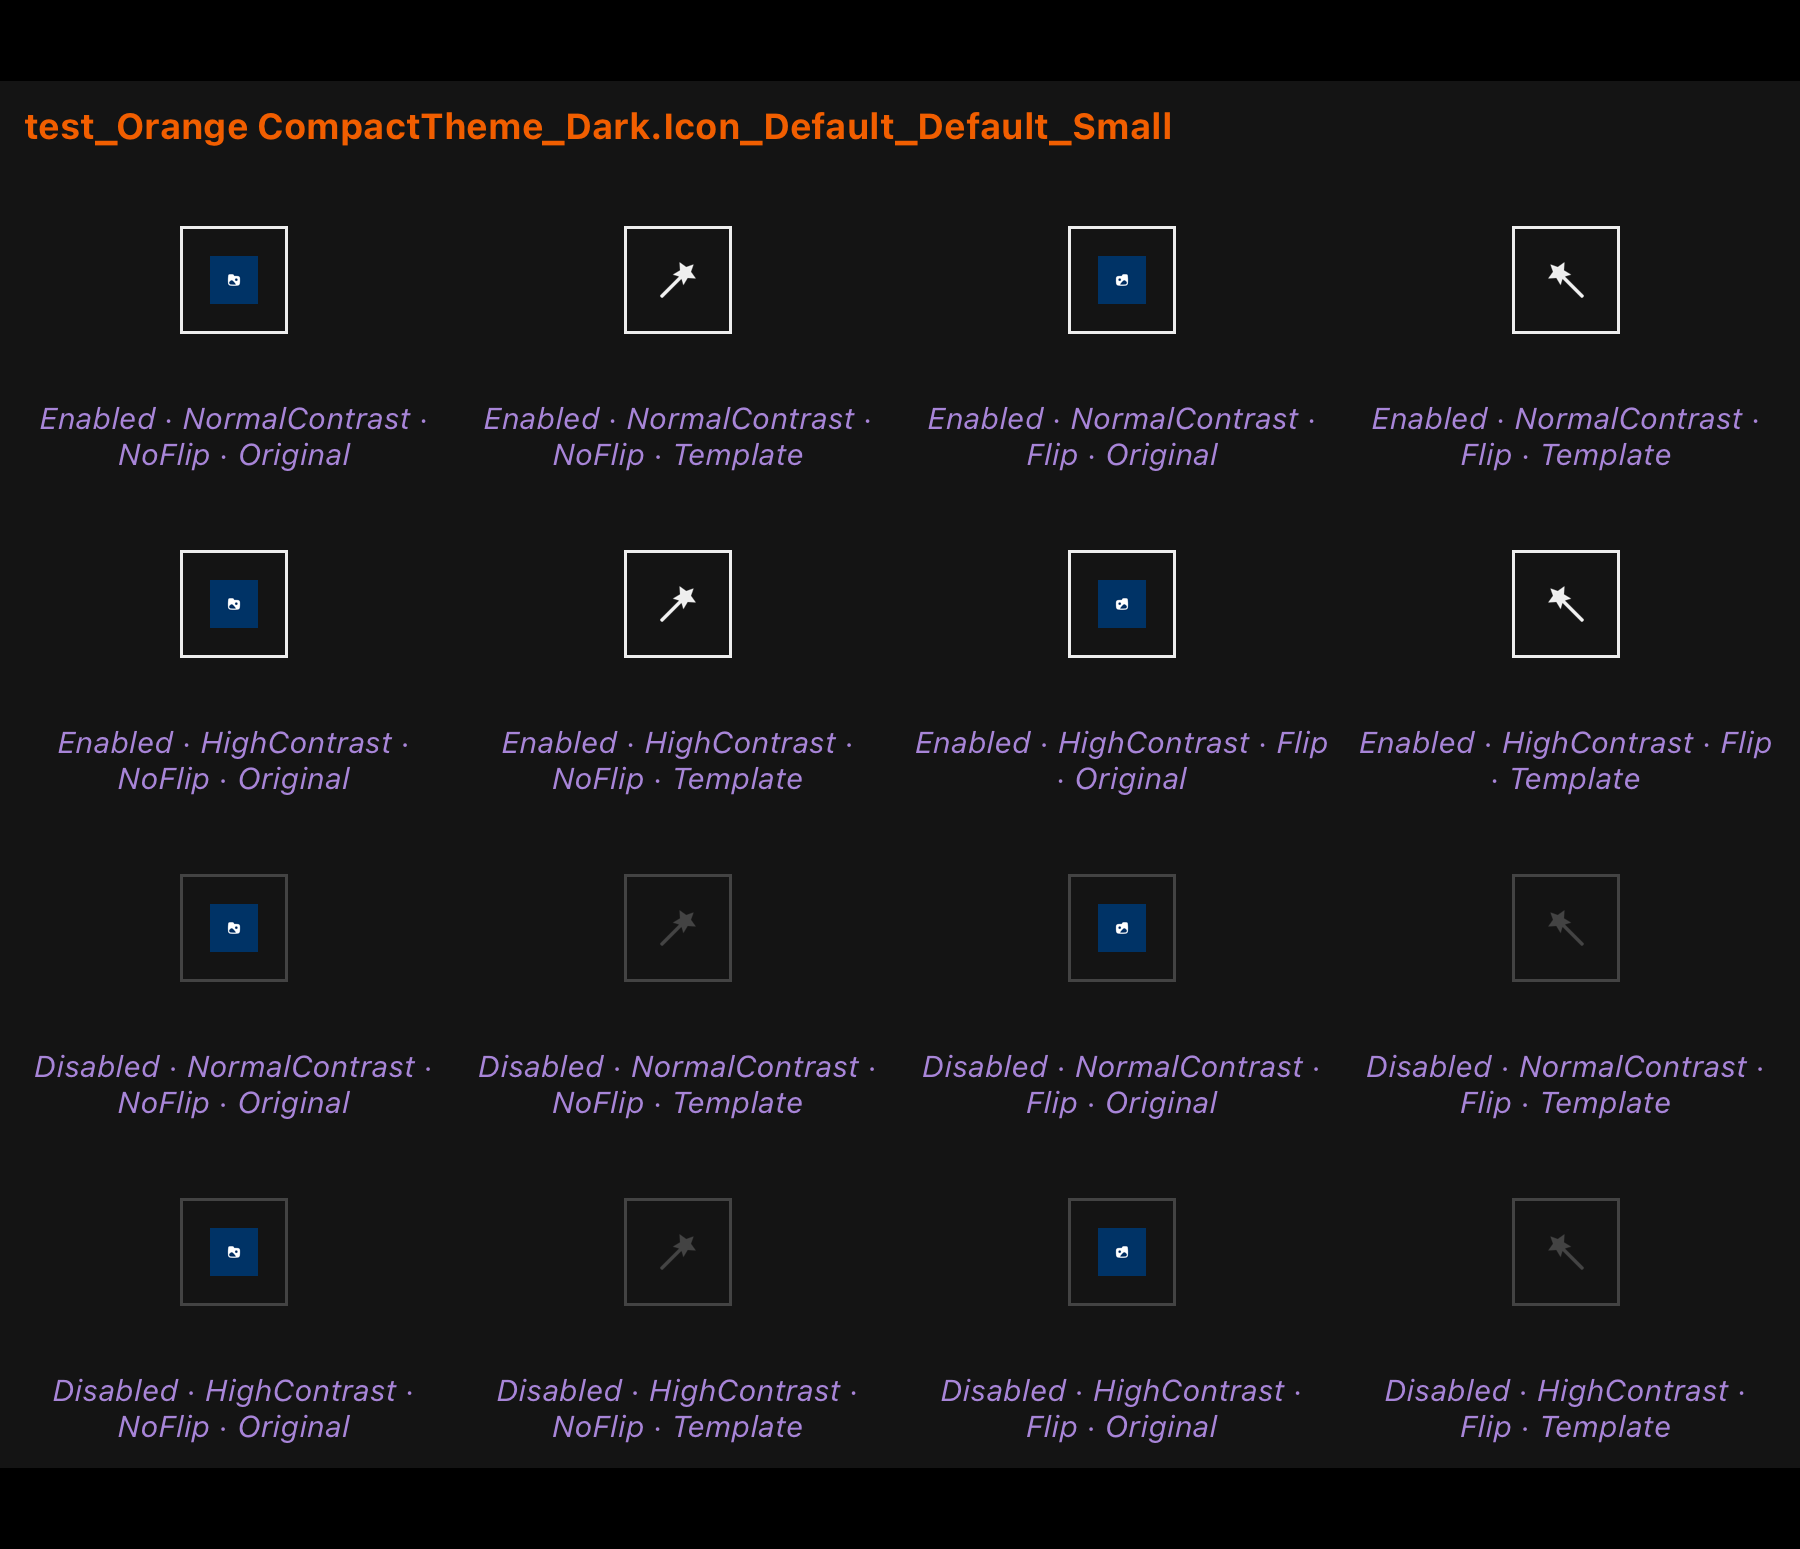 test_Orange CompactTheme_Dark.Icon_Default_Default_Small
Enabled · NormalContrast ·
NoFlip · Original
Enabled · NormalContrast ·
NoFlip · Template
Enabled · NormalContrast ·
Flip · Original
Enabled · NormalContrast ·
Flip · Template
Enabled · HighContrast ·
NoFlip · Original
Enabled · HighContrast ·
NoFlip · Template
Enabled · HighContrast · Flip
· Original
Enabled · HighContrast · Flip
· Template
Disabled · NormalContrast ·
NoFlip · Original
Disabled · NormalContrast ·
NoFlip · Template
Disabled · NormalContrast ·
Flip · Original
Disabled · NormalContrast ·
Flip · Template
Disabled · HighContrast ·
NoFlip · Original
Disabled · HighContrast ·
NoFlip · Template
Disabled · HighContrast ·
Flip · Original
Disabled · HighContrast ·
Flip · Template